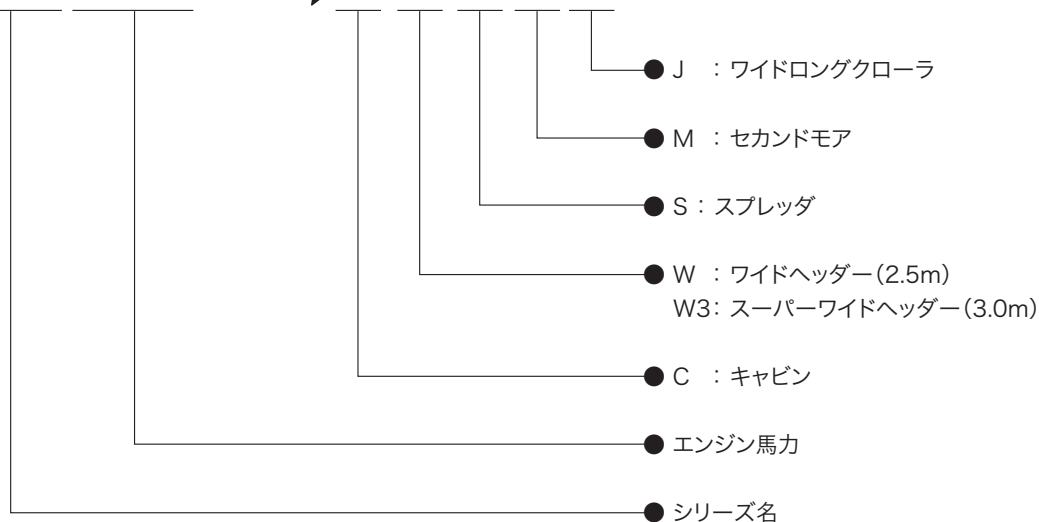 J ：ワイドロングクローラ
M ：セカンドモア
S：スプレッダ
W ：ワイドヘッダー（2.5m）
W3：スーパーワイドヘッダー（3.0m）
C ：キャビン
エンジン馬力
シリーズ名